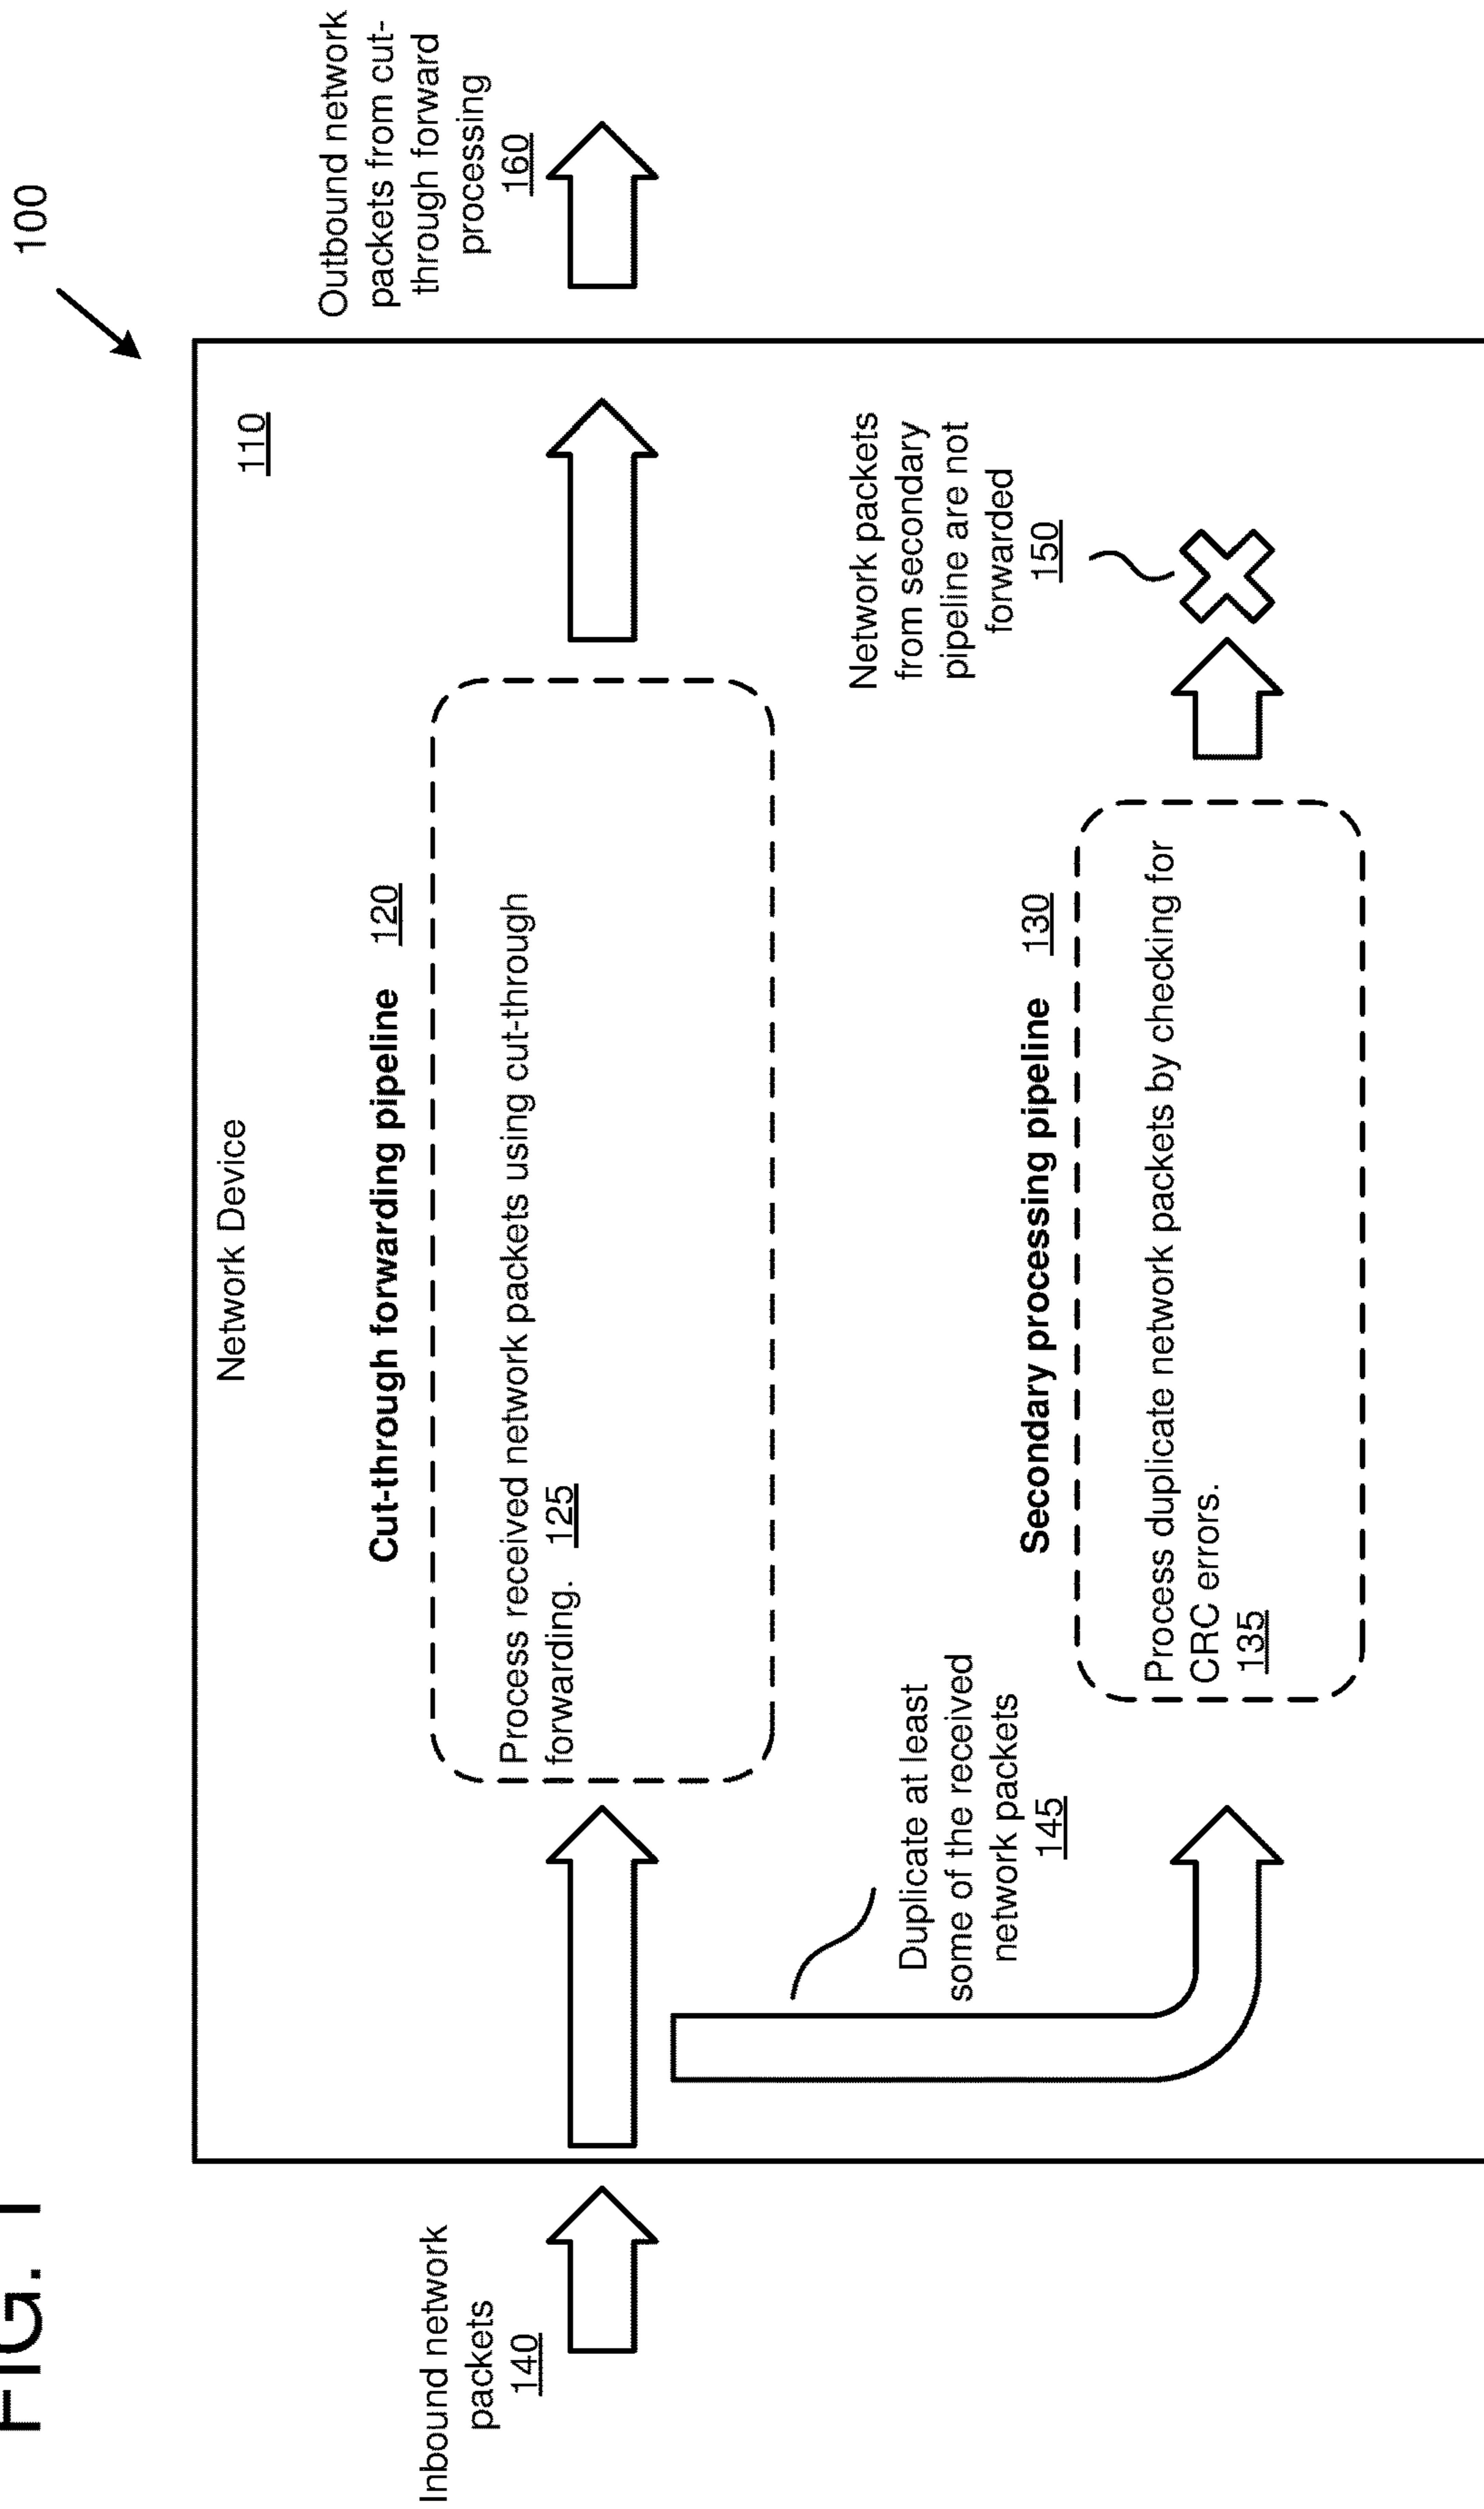 FIG. 1
100
Network Device
110
Inbound network
packets
140
Cut-through forwarding pipeline 120
Process received network packets using cut-through
forwarding. 125
Outbound network
packets from cut-
through forward
processing
160
Duplicate at least
some of the received
network packets
145
Secondary processing pipeline 130
Process duplicate network packets by checking for
CRC errors.
135
Network packets
from secondary
pipeline are not
forwarded
150